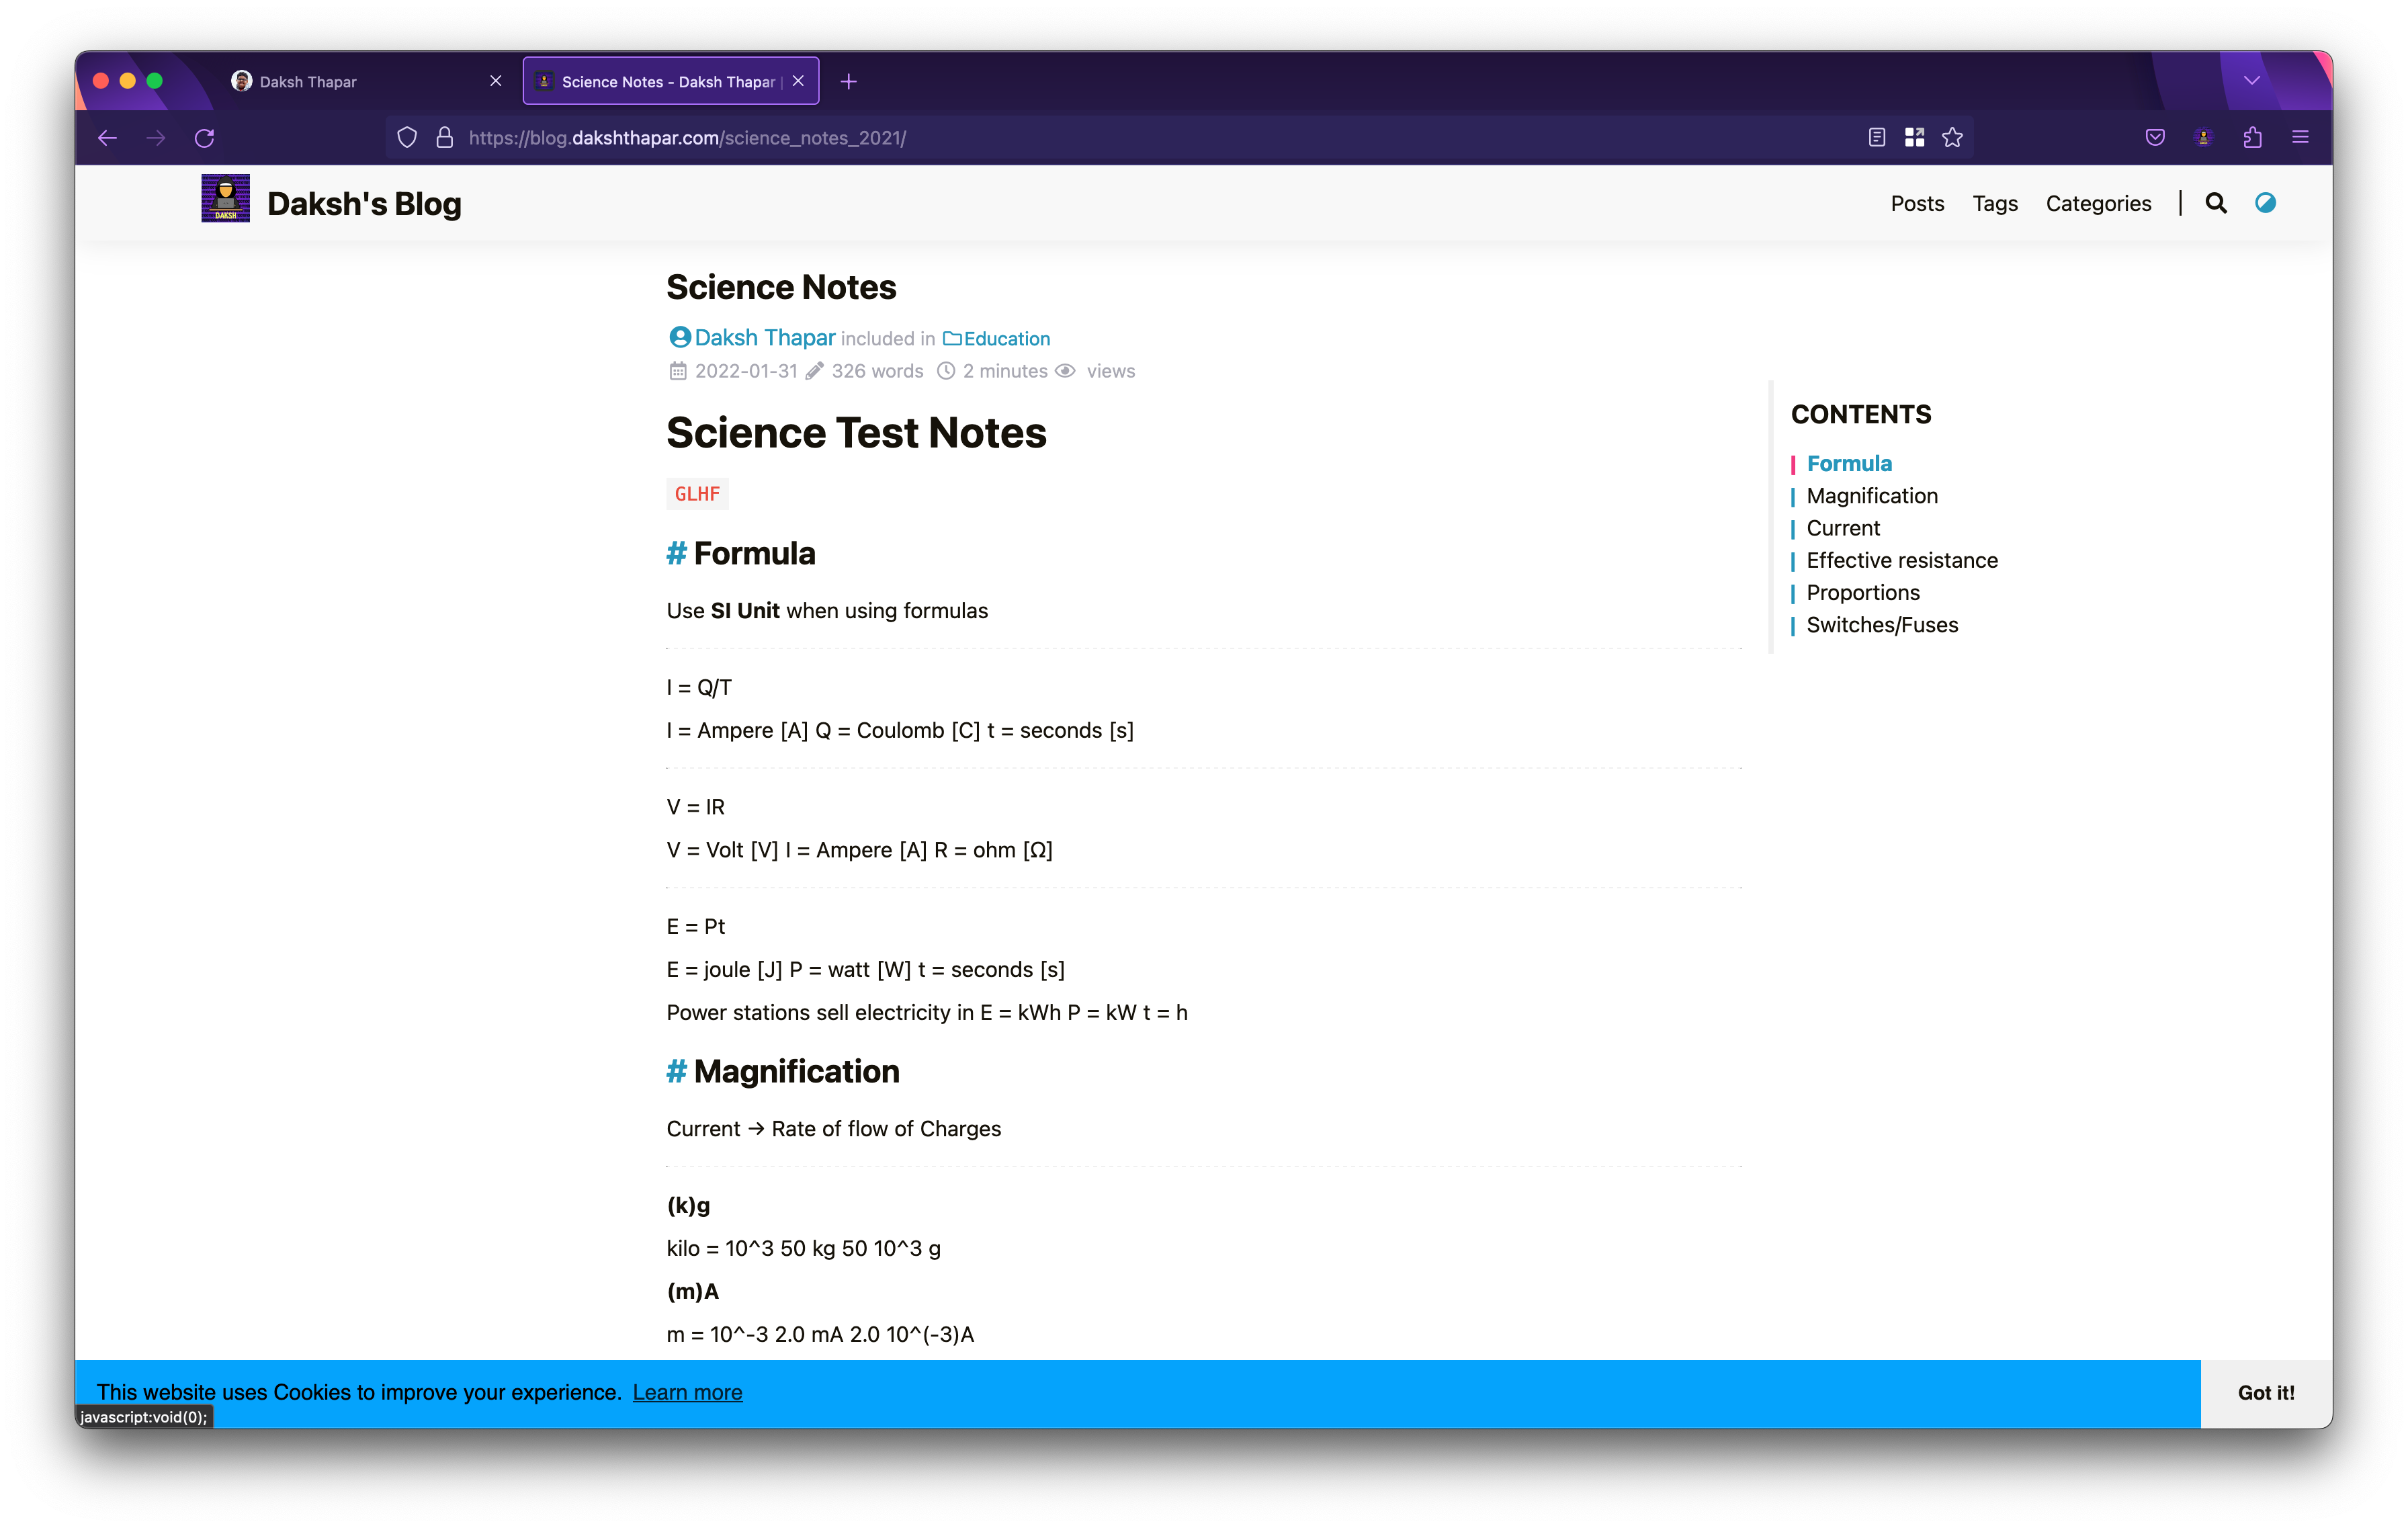 Daksh Thapar
Science Notes - Daksh Thapar |
https://blog.dakshthapar.com/science_notes_2021/
DAKSH
Daksh's Blog
Posts Tags Categories |
Science Notes
Daksh Thapar included in Education
2022-01-31 326 words 2 minutes views
Science Test Notes
GLHF
# Formula
Use SI Unit when using formulas
I = Q/T
I = Ampere [A] Q = Coulomb [C] t = seconds [s]
V = IR
V = Volt [V] I = Ampere [A] R = ohm [Ω]
E = Pt
E = joule [J] P = watt [W] t = seconds [s]
Power stations sell electricity in E = kWh P = kW t = h
# Magnification
Current → Rate of flow of Charges
(k)g
kilo = 10^3 50 kg 50 10^3 g
(m)A
m = 10^-3 2.0 mA 2.0 10^(-3)A
CONTENTS
Formula
Magnification
Current
Effective resistance
Proportions
Switches/Fuses
This website uses Cookies to improve your experience. Learn more
Got it!
javascript:void(0);